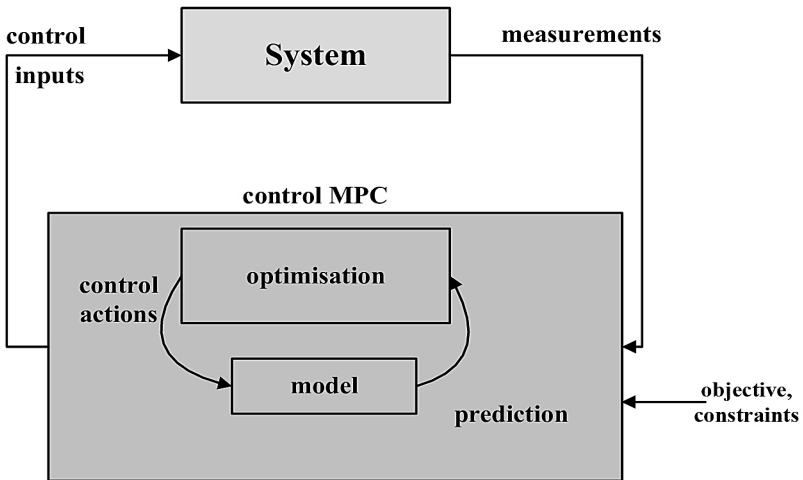 control
inputs
System
measurements
control MPC
optimisation
control
actions
model
prediction
objective,
constraints